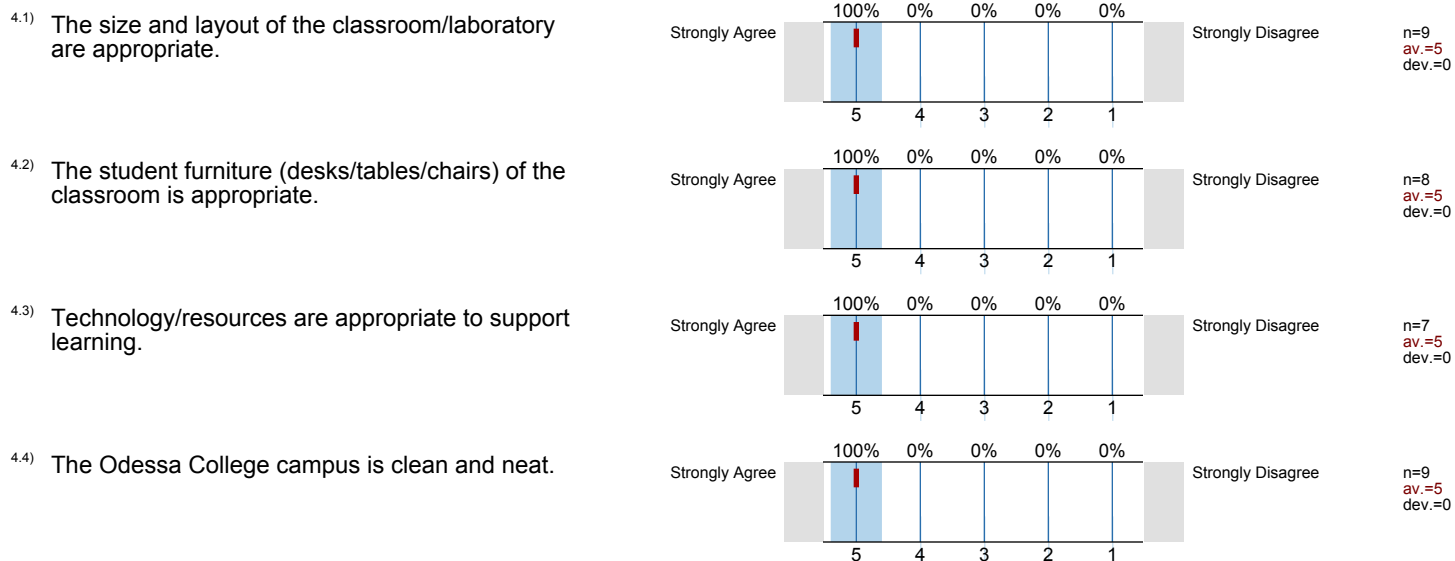 4.1) The size and layout of the classroom/laboratory
are appropriate.
100% 0% 0% 0% 0%
Strongly Agree
Strongly Disagree
n=9
av.=5
dev.=0
5 4 3 2 1
4.2) The student furniture (desks/tables/chairs) of the
classroom is appropriate.
100% 0% 0% 0% 0%
Strongly Agree
Strongly Disagree
n=8
av.=5
dev.=0
5 4 3 2 1
4.3) Technology/resources are appropriate to support
learning.
100% 0% 0% 0% 0%
Strongly Agree
Strongly Disagree
n=7
av.=5
dev.=0
5 4 3 2 1
4.4) The Odessa College campus is clean and neat.
100% 0% 0% 0% 0%
Strongly Agree
Strongly Disagree
n=9
av.=5
dev.=0
5 4 3 2 1